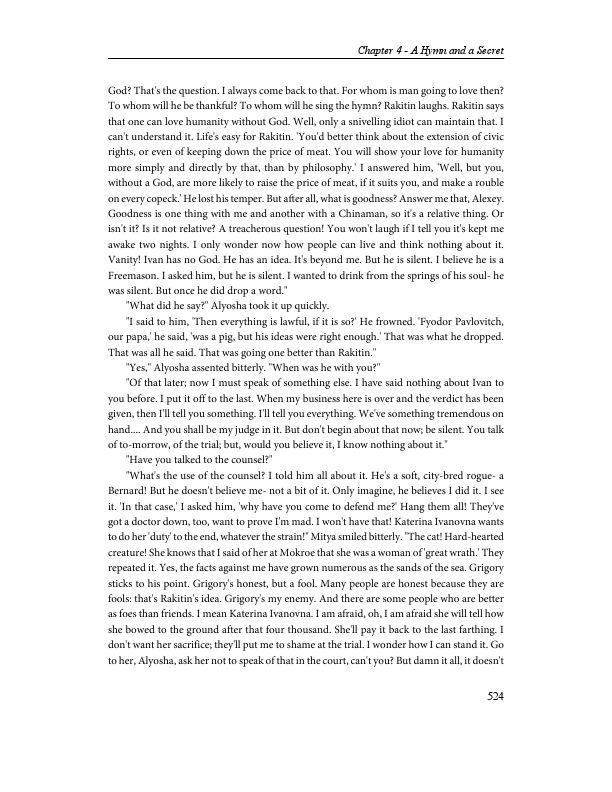 Chapter 4 - A Hymn and a Secret
God? That's the question. I always come back to that. For whom is man going to love then?
To whom will he be thankful? To whom will he sing the hymn? Rakitin laughs. Rakitin says
that one can love humanity without God. Well, only a snivelling idiot can maintain that. I
can't understand it. Life's easy for Rakitin. 'You'd better think about the extension of civic
rights, or even of keeping down the price of meat. You will show your love for humanity
more simply and directly by that, than by philosophy.' I answered him, 'Well, but you,
without a God, are more likely to raise the price of meat, if it suits you, and make a rouble
on every copeck.' He lost his temper. But after all, what is goodness? Answer me that, Alexey.
Goodness is one thing with me and another with a Chinaman, so it's a relative thing. Or
isn't it? Is it not relative? A treacherous question! You won't laugh if I tell you it's kept me
awake two nights. I only wonder now how people can live and think nothing about it.
Vanity! Ivan has no God. He has an idea. It's beyond me. But he is silent. I believe he is a
Freemason. I asked him, but he is silent. I wanted to drink from the springs of his soul- he
was silent. But once he did drop a word."
"What did he say?" Alyosha took it up quickly.
"I said to him, 'Then everything is lawful, if it is so?' He frowned. 'Fyodor Pavlovitch,
our papa,' he said, 'was a pig, but his ideas were right enough.' That was what he dropped.
That was all he said. That was going one better than Rakitin."
"Yes," Alyosha assented bitterly. "When was he with you?"
"Of that later; now I must speak of something else. I have said nothing about Ivan to
you before. I put it off to the last. When my business here is over and the verdict has been
given, then I'll tell you something. I'll tell you everything. We've something tremendous on
hand.... And you shall be my judge in it. But don't begin about that now; be silent. You talk
of to-morrow, of the trial; but, would you believe it, I know nothing about it."
"Have you talked to the counsel?"
"What's the use of the counsel? I told him all about it. He's a soft, city-bred rogue- a
Bernard! But he doesn't believe me- not a bit of it. Only imagine, he believes I did it. I see
it. 'In that case,' I asked him, 'why have you come to defend me?' Hang them all! They've
got a doctor down, too, want to prove I'm mad. I won't have that! Katerina Ivanovna wants
to do her 'duty' to the end, whatever the strain!" Mitya smiled bitterly. "The cat! Hard-hearted
creature! She knows that I said of her at Mokroe that she was a woman of 'great wrath.' They
repeated it. Yes, the facts against me have grown numerous as the sands of the sea. Grigory
sticks to his point. Grigory's honest, but a fool. Many people are honest because they are
fools: that's Rakitin's idea. Grigory's my enemy. And there are some people who are better
as foes than friends. I mean Katerina Ivanovna. I am afraid, oh, I am afraid she will tell how
she bowed to the ground after that four thousand. She'll pay it back to the last farthing. I
don't want her sacrifice; they'll put me to shame at the trial. I wonder how I can stand it. Go
to her, Alyosha, ask her not to speak of that in the court, can't you? But damn it all, it doesn't
524